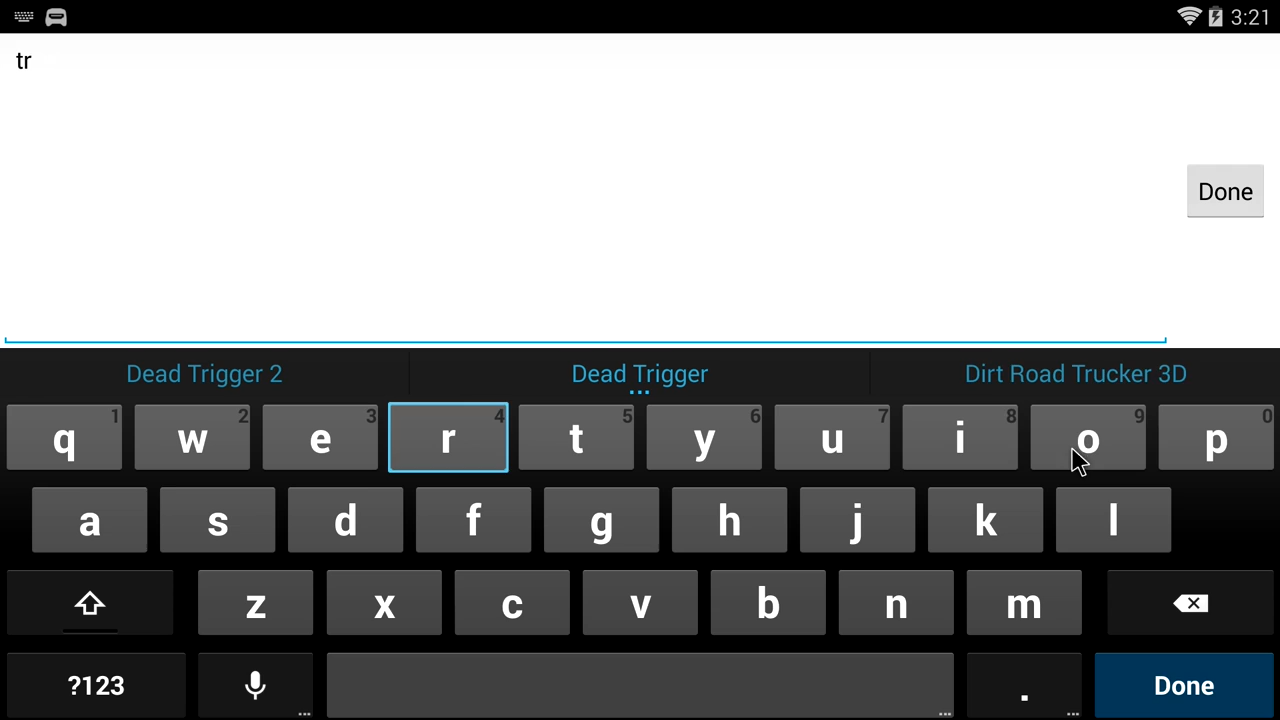 3:21
tr
Done
Dead Trigger 2 Dead Trigger Dirt Road Trucker 3D
q 1 w 2 e 3 r 4 t 5 y 6 u 7 i 8 o 9 p 0
a s d f g h j k l
z x c v b n m
?123 . Done